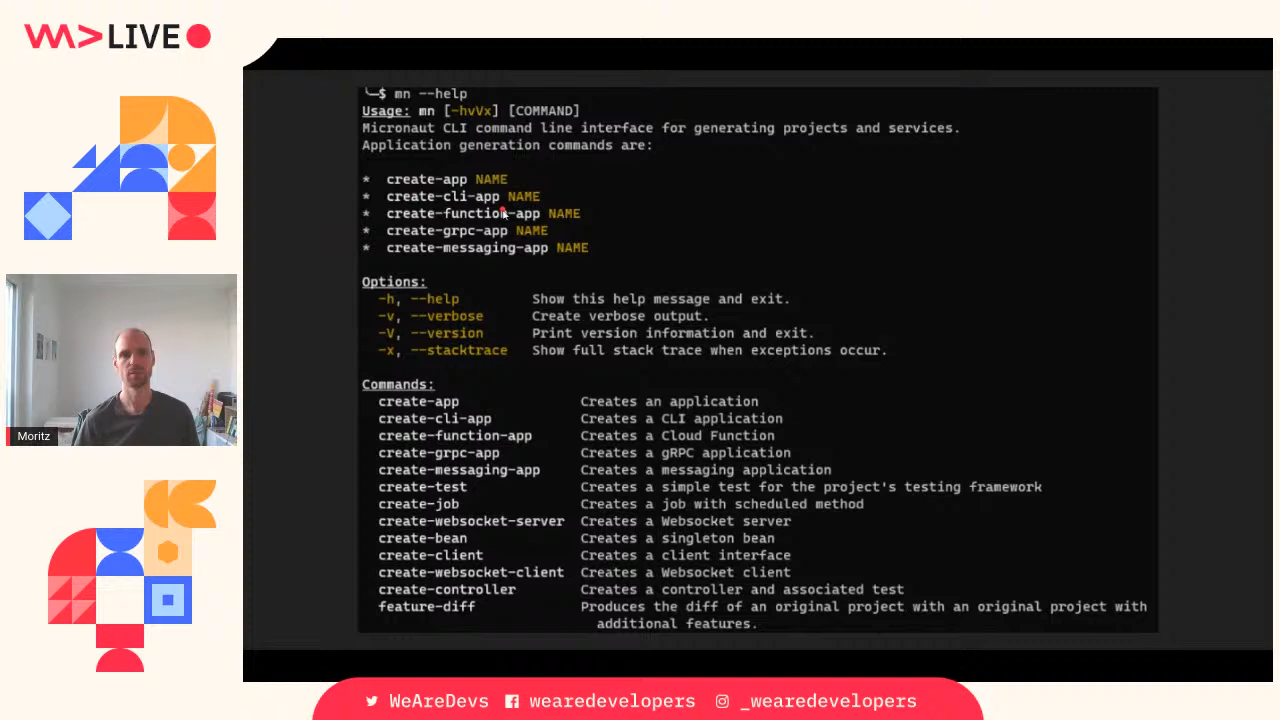 WA>LIVE
╰─$ mn --help
Usage: mn [-hvVx] [COMMAND]
Micronaut CLI command line interface for generating projects and services.
Application generation commands are:
*  create-app NAME
*  create-cli-app NAME
*  create-function-app NAME
*  create-grpc-app NAME
*  create-messaging-app NAME
Options:
-h, --help         Show this help message and exit.
-v, --verbose      Create verbose output.
-V, --version      Print version information and exit.
-x, --stacktrace   Show full stack trace when exceptions occur.
Commands:
create-app               Creates an application
create-cli-app           Creates a CLI application
create-function-app      Creates a Cloud Function
create-grpc-app          Creates a gRPC application
create-messaging-app     Creates a messaging application
create-test              Creates a simple test for the project's testing framework
create-job               Creates a job with scheduled method
create-websocket-server  Creates a Websocket server
create-bean              Creates a singleton bean
create-client            Creates a client interface
create-websocket-client  Creates a Websocket client
create-controller        Creates a controller and associated test
feature-diff             Produces the diff of an original project with an original project with
additional features.
Moritz
WeAreDevs wearedevelopers _wearedevelopers